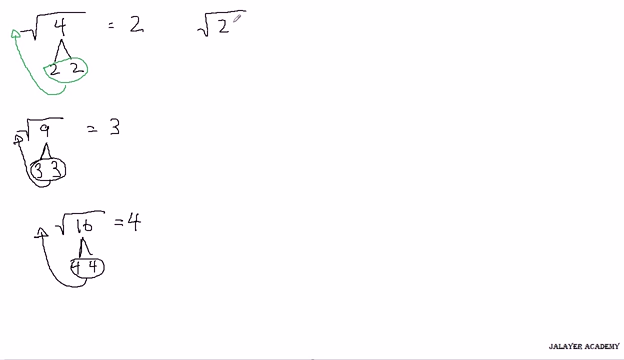 √4 = 2 √2
2 2
√9 = 3
3 3
√16 = 4
4 4
JALAYER ACADEMY